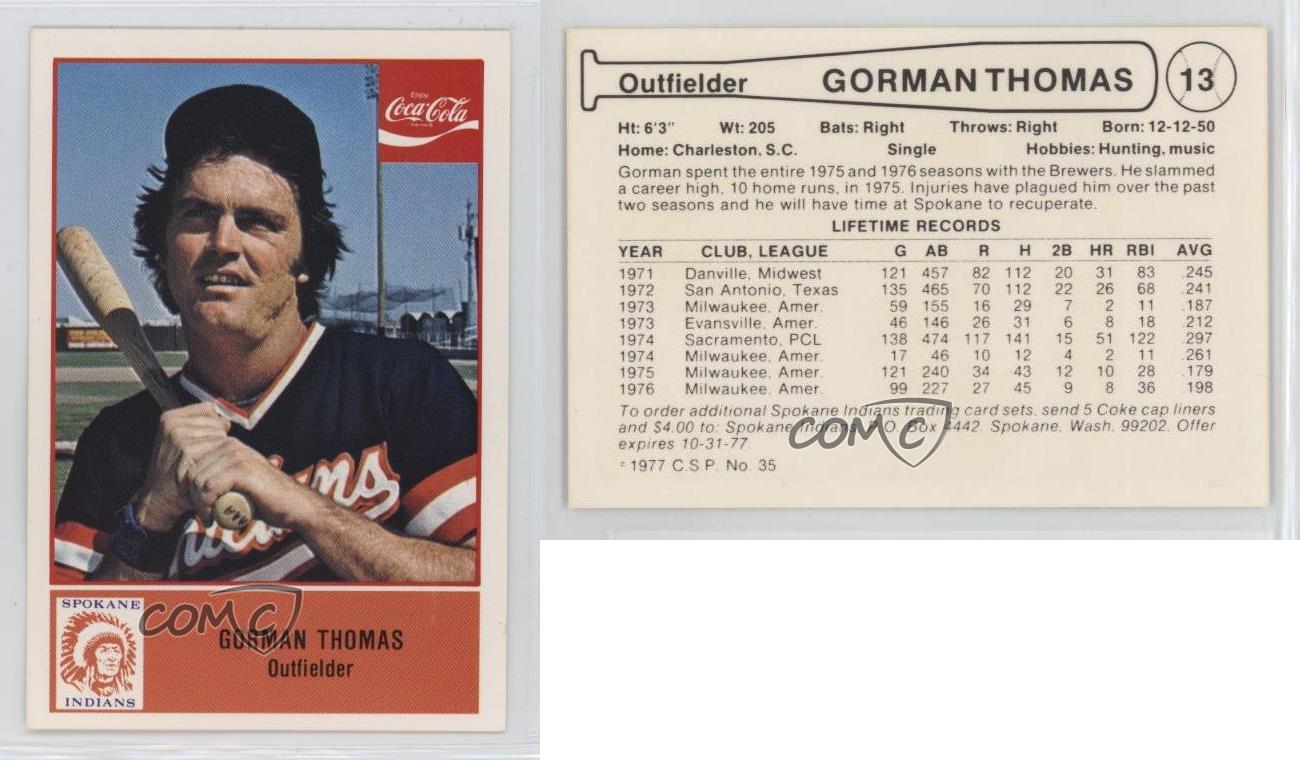 Enjoy
Coca-Cola
Indians
SPOKANE
INDIANS
GORMAN THOMAS
Outfielder
COMC
Outfielder GORMAN THOMAS 13
Ht: 6'3" Wt: 205 Bats: Right Throws: Right Born: 12-12-50
Home: Charleston, S.C. Single Hobbies: Hunting, music
Gorman spent the entire 1975 and 1976 seasons with the Brewers. He slammed
a career high, 10 home runs, in 1975. Injuries have plagued him over the past
two seasons and he will have time at Spokane to recuperate.
LIFETIME RECORDS
YEAR CLUB, LEAGUE G AB R H 2B HR RBI AVG
1971 Danville, Midwest 121 457 82 112 20 31 83 .245
1972 San Antonio, Texas 135 465 70 112 22 26 68 .241
1973 Milwaukee, Amer. 59 155 16 29 7 2 11 .187
1973 Evansville, Amer. 46 146 26 31 6 8 18 .212
1974 Sacramento, PCL 138 474 117 141 15 51 122 .297
1974 Milwaukee, Amer. 17 46 10 12 4 2 11 .261
1975 Milwaukee, Amer. 121 240 34 43 12 10 28 .179
1976 Milwaukee, Amer. 99 227 27 45 9 8 36 .198
To order additional Spokane Indians trading card sets, send 5 Coke cap liners
and $4.00 to: Spokane Indians, P.O. Box 4442, Spokane, Wash. 99202. Offer
expires 10-31-77.
COMC
© 1977 C.S.P. No. 35